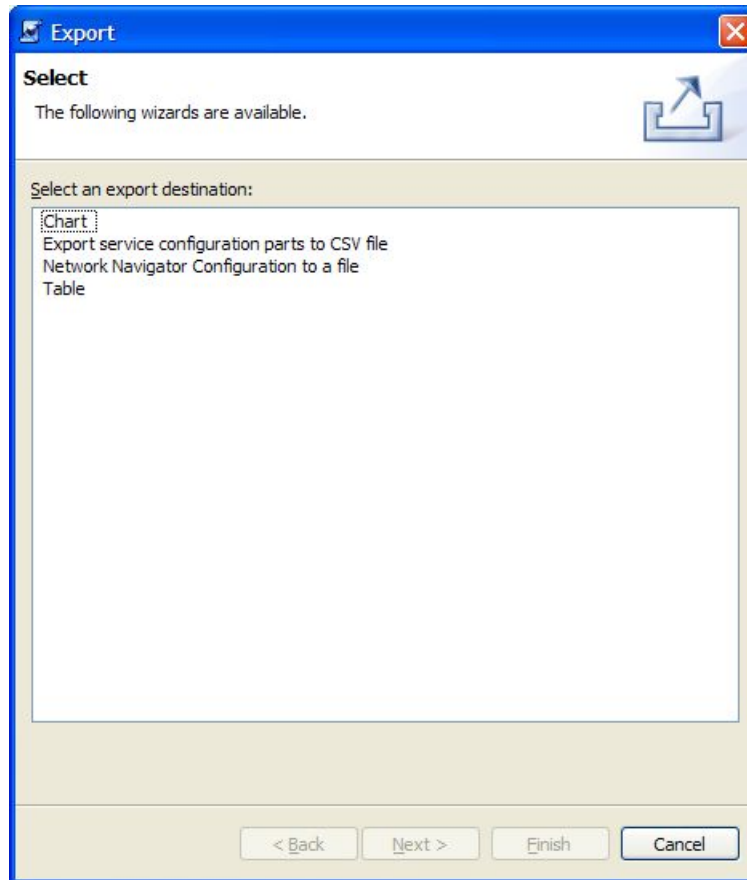 Export
Select
The following wizards are available.
Select an export destination:
Chart
Export service configuration parts to CSV file
Network Navigator Configuration to a file
Table
< Back Next > Finish Cancel